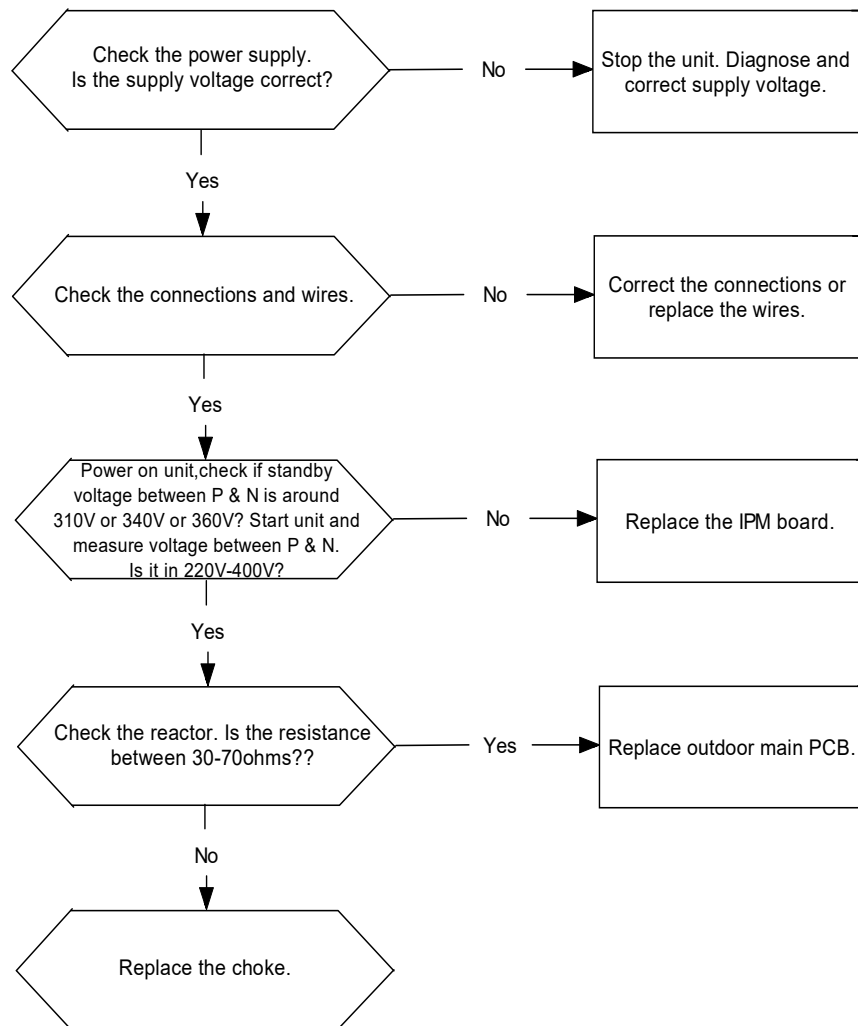 Check the power supply.
Is the supply voltage correct?
No
Stop the unit. Diagnose and
correct supply voltage.
Yes
Check the connections and wires.
No
Correct the connections or
replace the wires.
Yes
Power on unit,check if standby
voltage between P & N is around
310V or 340V or 360V? Start unit and
measure voltage between P & N.
Is it in 220V-400V?
No
Replace the IPM board.
Yes
Check the reactor. Is the resistance
between 30-70ohms??
Yes
Replace outdoor main PCB.
No
Replace the choke.